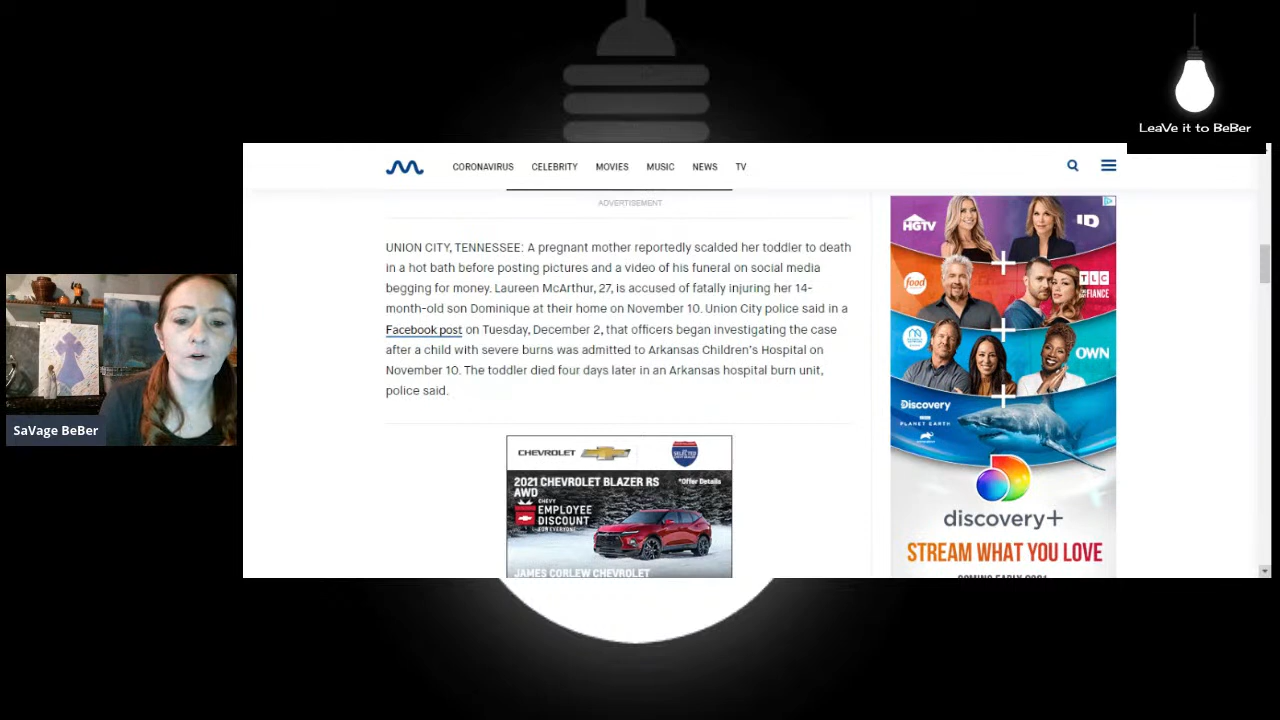 LeaVe it to BeBer
CORONAVIRUS CELEBRITY MOVIES MUSIC NEWS TV
ADVERTISEMENT
UNION CITY, TENNESSEE: A pregnant mother reportedly scalded her toddler to death
in a hot bath before posting pictures and a video of his funeral on social media
begging for money. Laureen McArthur, 27, is accused of fatally injuring her 14-
month-old son Dominique at their home on November 10. Union City police said in a
Facebook post on Tuesday, December 2, that officers began investigating the case
after a child with severe burns was admitted to Arkansas Children's Hospital on
November 10. The toddler died four days later in an Arkansas hospital burn unit,
police said.
SaVage BeBer
CHEVROLET
2021 CHEVROLET BLAZER RS
AWD
*Offer Details
CHEVY
EMPLOYEE
DISCOUNT
FOR EVERYONE
JAMES CORLEW CHEVROLET
HGTV
ID
food
TLC
FIANCE
OWN
Discovery
PLANET EARTH
discovery+
STREAM WHAT YOU LOVE